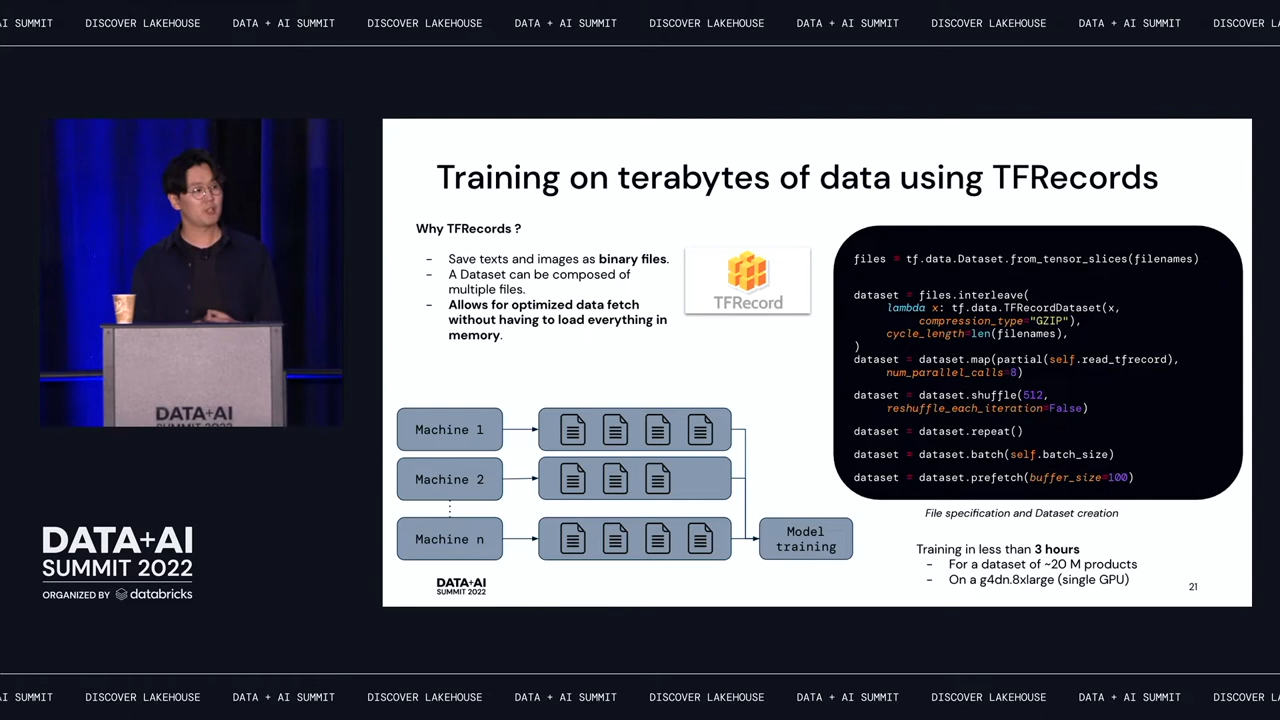 AI SUMMIT DISCOVER LAKEHOUSE DATA + AI SUMMIT DISCOVER LAKEHOUSE DATA + AI SUMMIT DISCOVER LAKEHOUSE DATA + AI SUMMIT DISCOVER LAKEHOUSE DATA + AI SUMMIT DISCOVER L
DATA+AI
SUMMIT 2022
DATA+AI
SUMMIT 2022
ORGANIZED BY databricks
Training on terabytes of data using TFRecords
Why TFRecords ?
- Save texts and images as binary files.
- A Dataset can be composed of
multiple files.
- Allows for optimized data fetch
without having to load everything in
memory.
TFRecord
files = tf.data.Dataset.from_tensor_slices(filenames)
dataset = files.interleave(
lambda x: tf.data.TFRecordDataset(x,
compression_type="GZIP"),
cycle_length=len(filenames),
)
dataset = dataset.map(partial(self.read_tfrecord),
num_parallel_calls=8)
dataset = dataset.shuffle(512,
reshuffle_each_iteration=False)
dataset = dataset.repeat()
dataset = dataset.batch(self.batch_size)
dataset = dataset.prefetch(buffer_size=100)
File specification and Dataset creation
Machine 1
Machine 2
Machine n
Model
training
Training in less than 3 hours
- For a dataset of ~20 M products
- On a g4dn.8xlarge (single GPU)
DATA+AI
SUMMIT 2022
21
AI SUMMIT DISCOVER LAKEHOUSE DATA + AI SUMMIT DISCOVER LAKEHOUSE DATA + AI SUMMIT DISCOVER LAKEHOUSE DATA + AI SUMMIT DISCOVER LAKEHOUSE DATA + AI SUMMIT DISCOVER L